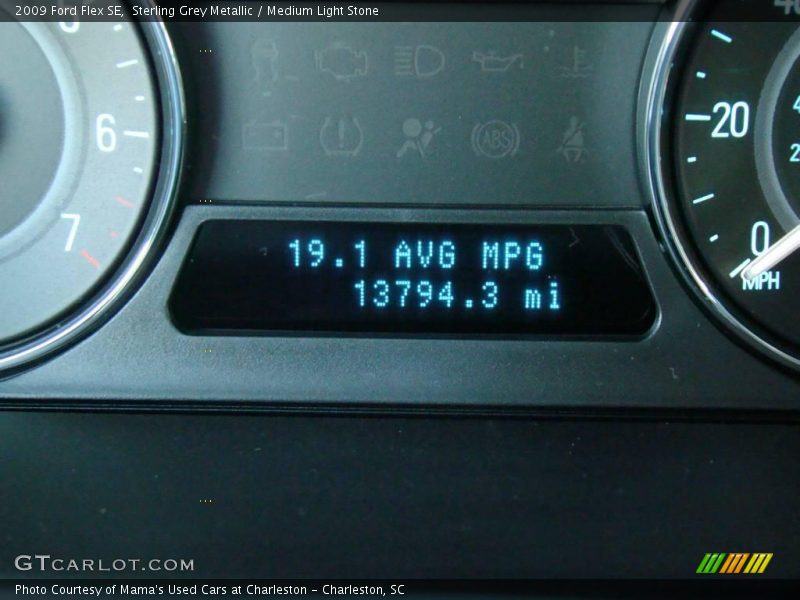 2009 Ford Flex SE, Sterling Grey Metallic / Medium Light Stone
6
7
ABS
20
0
MPH
19.1 AVG MPG
13794.3 mi
GTCARLOT.COM
Photo Courtesy of Mama's Used Cars at Charleston - Charleston, SC